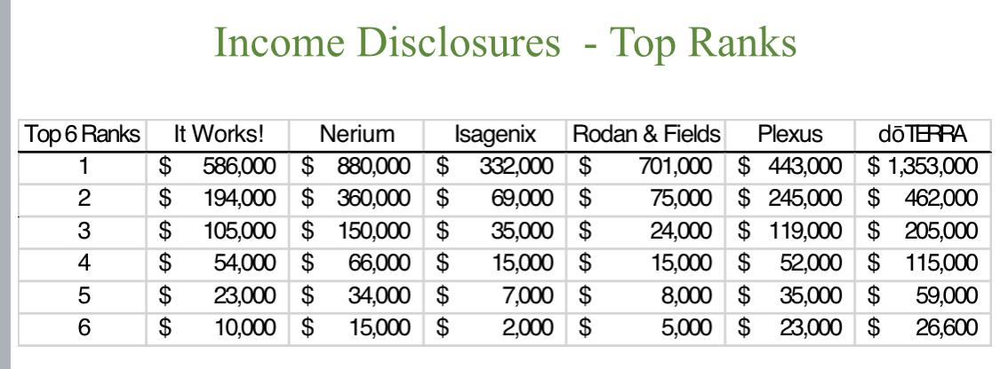 Income Disclosures - Top Ranks
Top 6 Ranks It Works! Nerium Isagenix Rodan & Fields Plexus dōTERRA
1 $ 586,000 $ 880,000 $ 332,000 $ 701,000 $ 443,000 $ 1,353,000
2 $ 194,000 $ 360,000 $ 69,000 $ 75,000 $ 245,000 $ 462,000
3 $ 105,000 $ 150,000 $ 35,000 $ 24,000 $ 119,000 $ 205,000
4 $ 54,000 $ 66,000 $ 15,000 $ 15,000 $ 52,000 $ 115,000
5 $ 23,000 $ 34,000 $ 7,000 $ 8,000 $ 35,000 $ 59,000
6 $ 10,000 $ 15,000 $ 2,000 $ 5,000 $ 23,000 $ 26,600